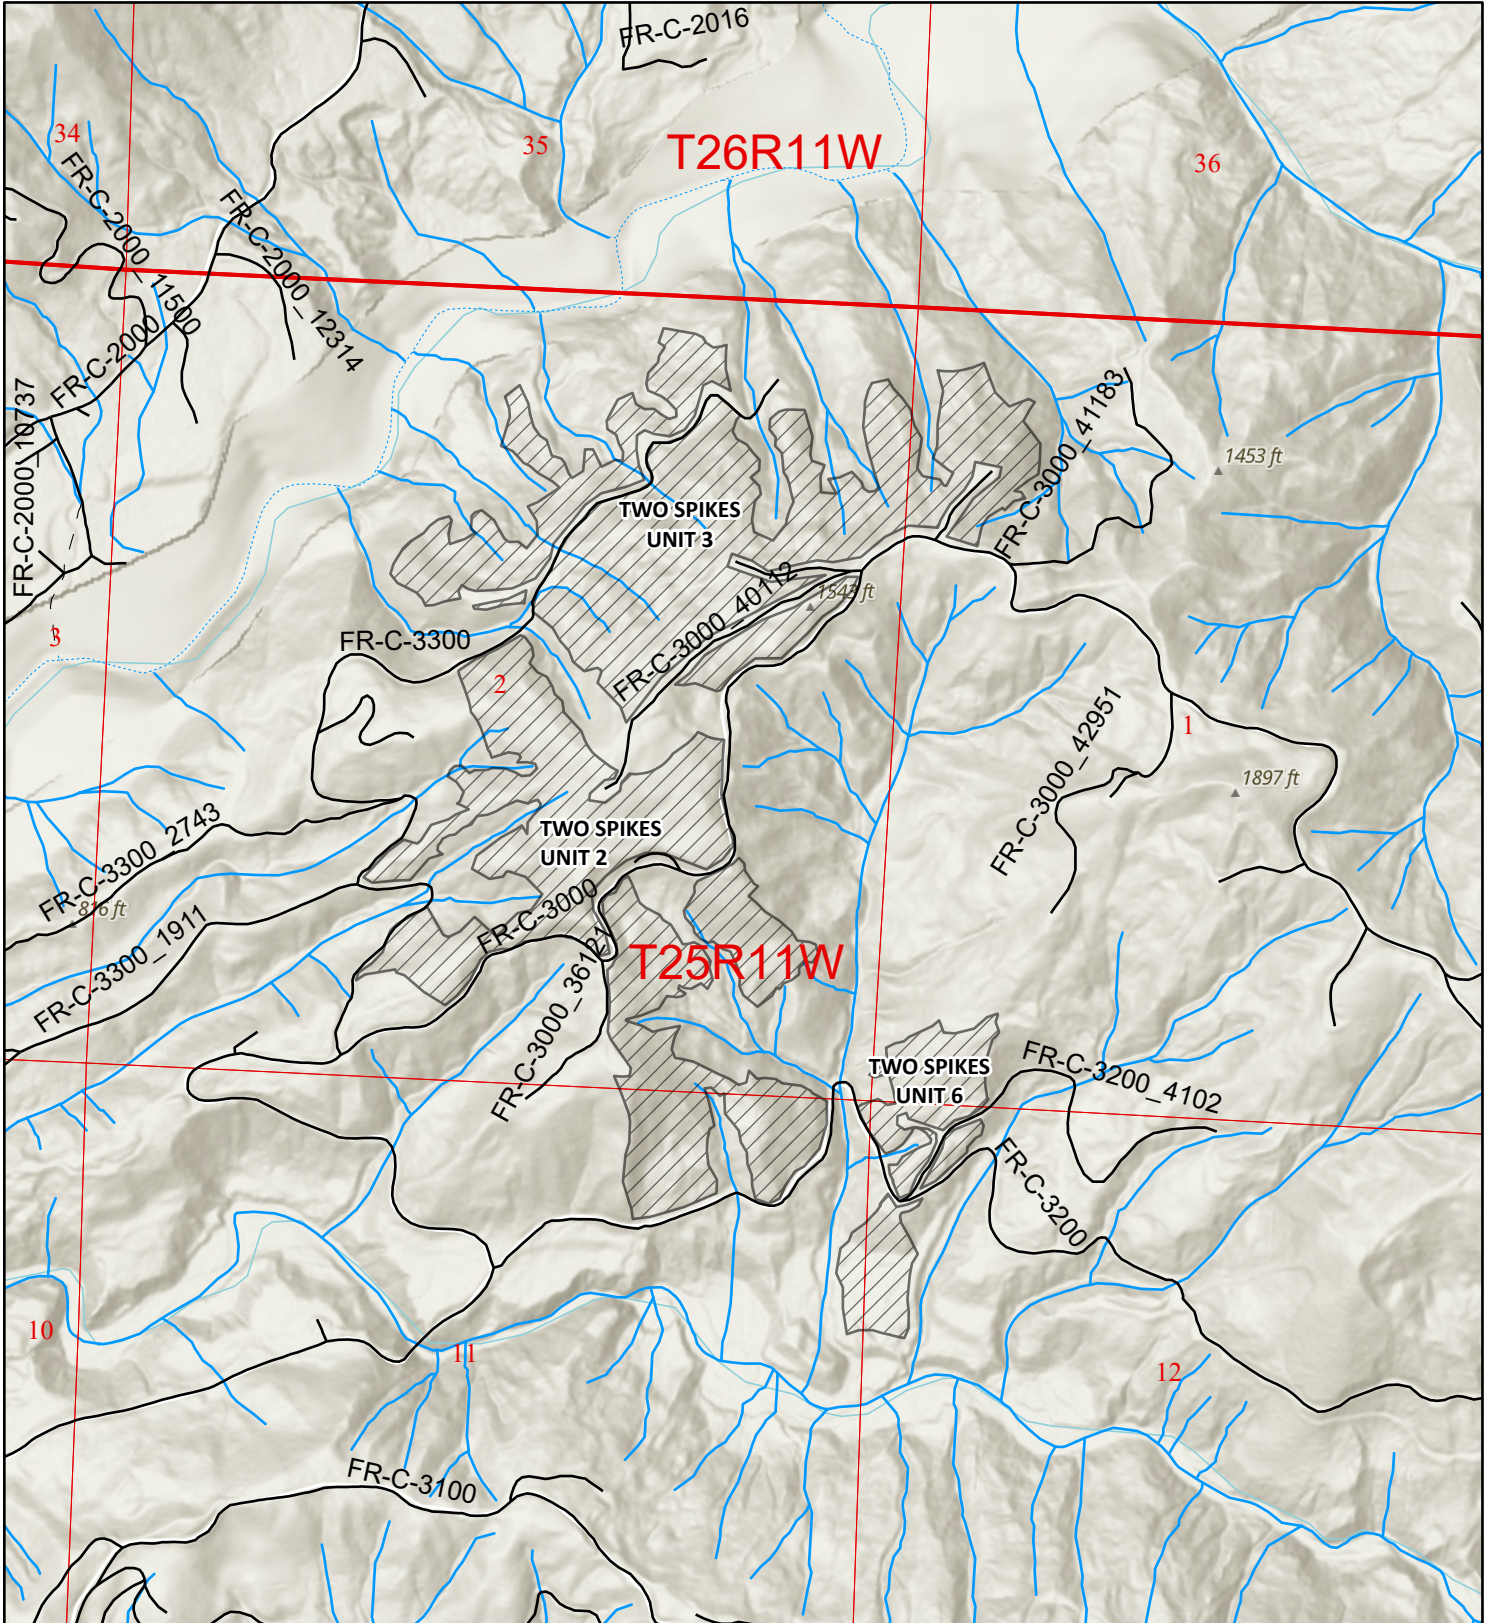 FR-C-2016
34
35
T26R11W
36
FR-C-2000_11500
FR-C-2000_12314
FR-C-2000
FR-C-2000_10737
FR-C-3000_41183
1453 ft
TWO SPIKES
UNIT 3
FR-C-3000_40112
1543 ft
3
FR-C-3300
2
1
FR-C-3000_42951
1897 ft
FR-C-3300_2743
TWO SPIKES
UNIT 2
816 ft
FR-C-3300_1911
FR-C-3000
T25R11W
FR-C-3000_36121
TWO SPIKES
UNIT 6
FR-C-3200_4102
FR-C-3200
10
11
12
FR-C-3100